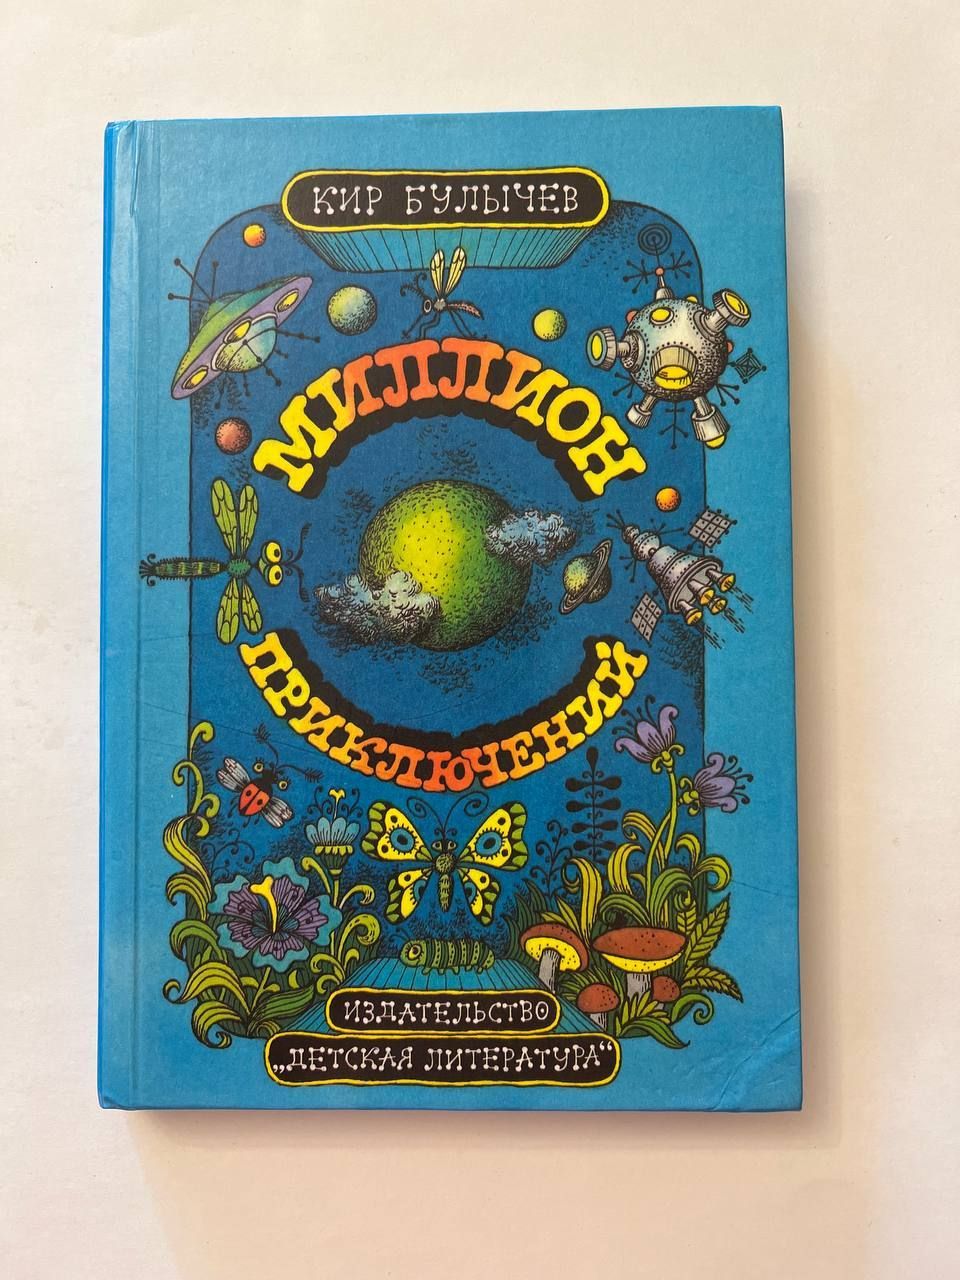 КИР БУЛЫЧЕВ
МИЛЛИОН
ПРИКЛЮЧЕНИЙ
ИЗДАТЕЛЬСТВО
„ДЕТСКАЯ ЛИТЕРАТУРА“